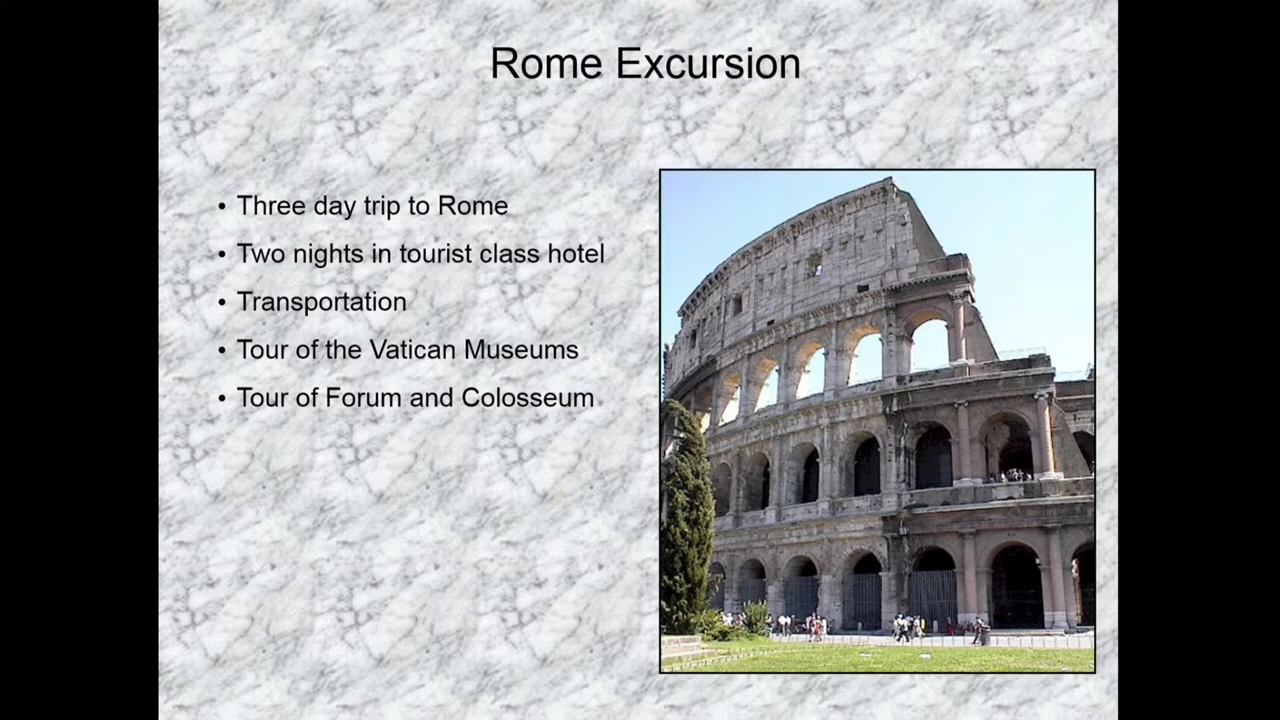 Rome Excursion
• Three day trip to Rome
• Two nights in tourist class hotel
• Transportation
• Tour of the Vatican Museums
• Tour of Forum and Colosseum